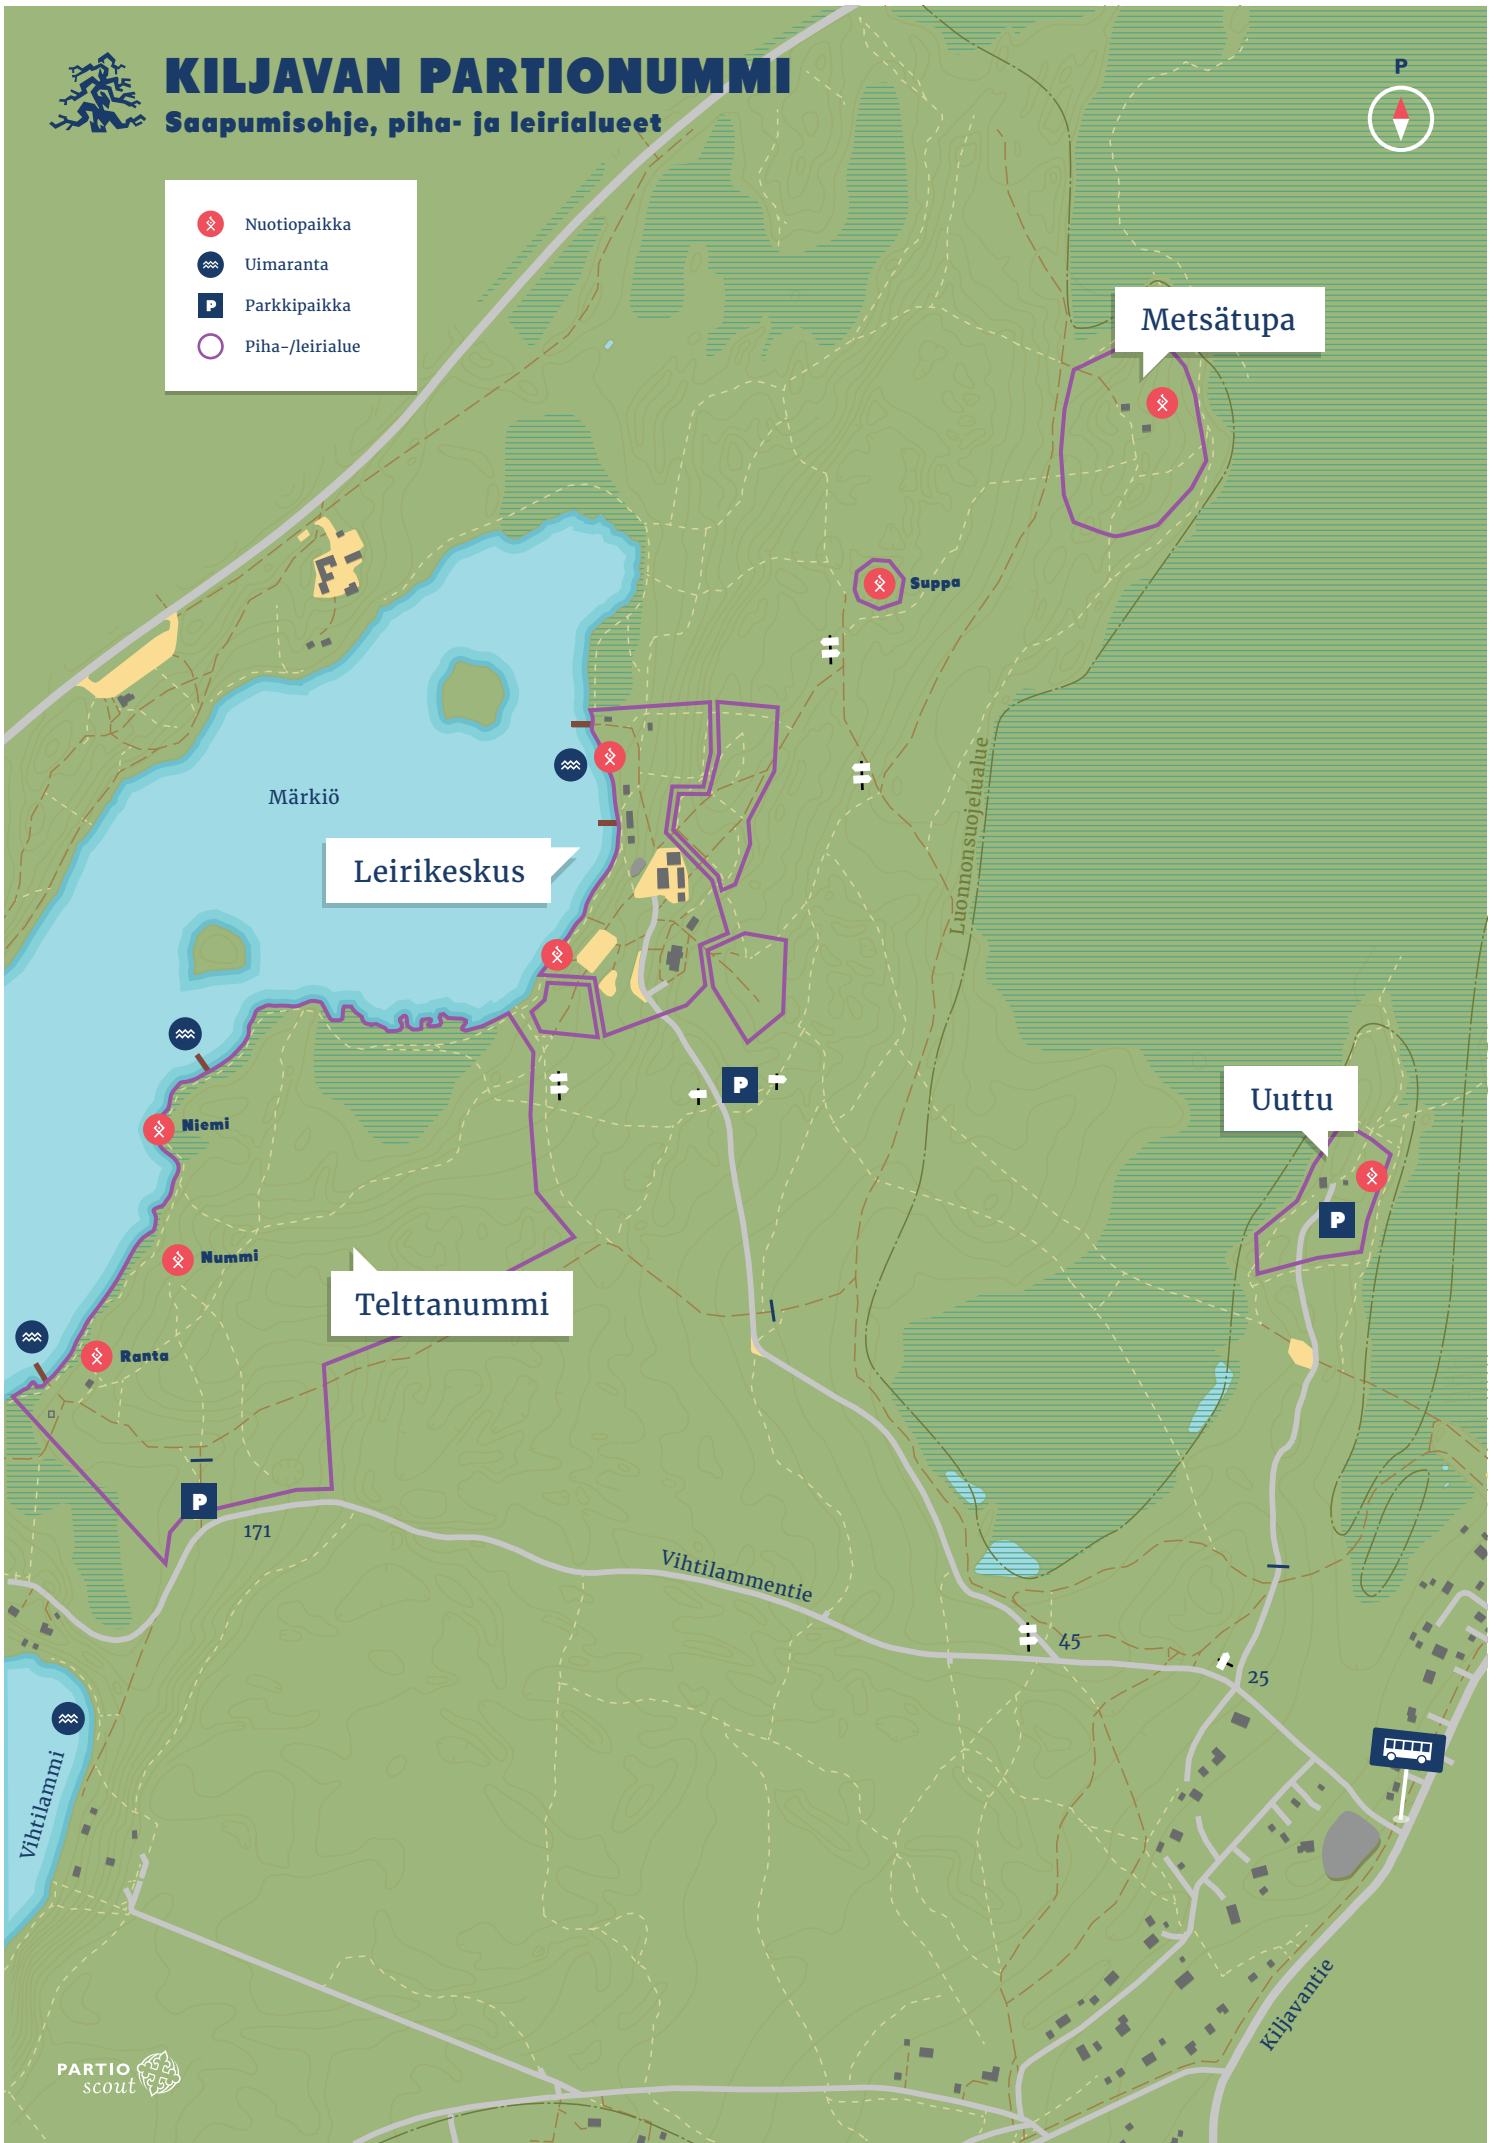 KILJAVAN PARTIONUMMI
Saapumisohje, piha- ja leirialueet
P
Nuotiopaikka
Uimaranta
P Parkkipaikka
Piha-/leirialue
Metsätupa
Suppa
Märkiö
Leirikeskus
Luonnonsuojelualue
Niemi
P
Uuttu
P
Nummi
Telttanummi
Ranta
P
171
Vihtilammentie
45
25
Vihtilammi
Kiljavantie
PARTIO
scout